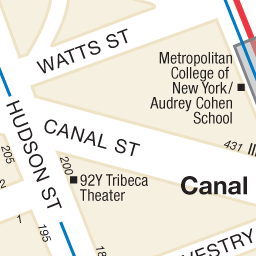 WATTS ST
Metropolitan
College of
New York/
Audrey Cohen
School
HUDSON ST
CANAL ST
431
205
200
92Y Tribeca
Theater
Canal
1
195
VESTRY